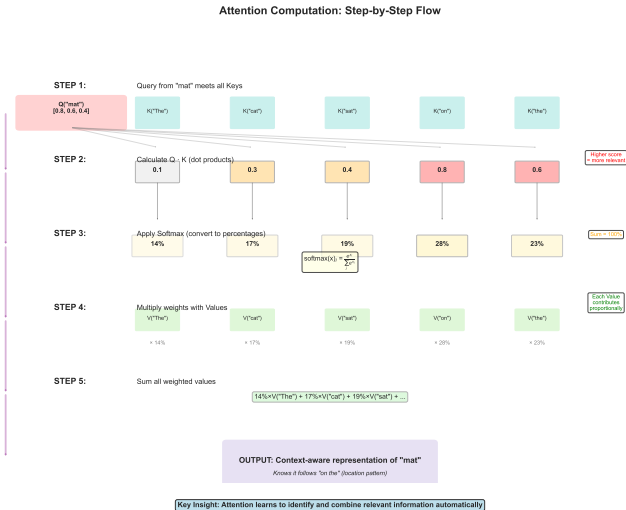 Attention Computation: Step-by-Step Flow
STEP 1:
Query from "mat" meets all Keys
Q("mat")
[0.8, 0.6, 0.4]
K("The")
K("cat")
K("sat")
K("on")
K("the")
STEP 2:
Calculate Q · K (dot products)
Higher score
= more relevant
0.1
0.3
0.4
0.8
0.6
STEP 3:
Apply Softmax (convert to percentages)
Sum = 100%
14%
17%
19%
28%
23%
STEP 4:
Multiply weights with Values
Each Value
contributes
proportionally
V("The")
V("cat")
V("sat")
V("on")
V("the")
× 14%
× 17%
× 19%
× 28%
× 23%
STEP 5:
Sum all weighted values
14%×V("The") + 17%×V("cat") + 19%×V("sat") + ...
OUTPUT: Context-aware representation of "mat"
Knows it follows "on the" (location pattern)
Key Insight: Attention learns to identify and combine relevant information automatically